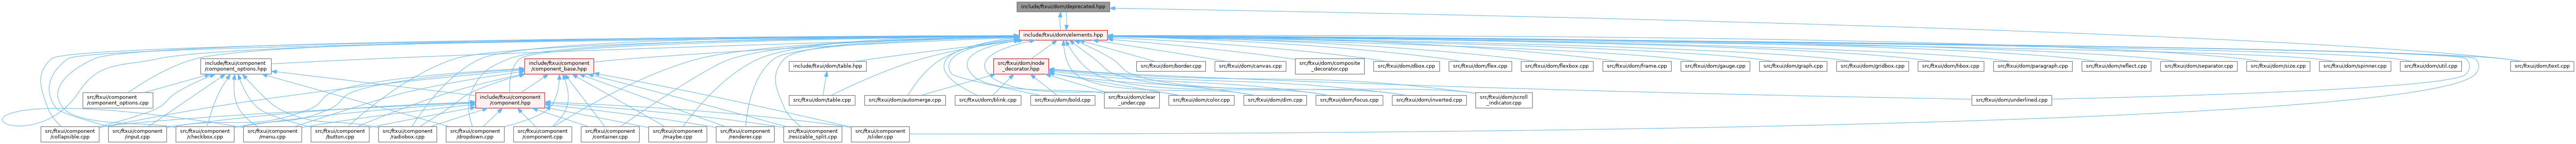 include/ftxui/dom/deprecated.hpp
include/ftxui/dom/elements.hpp
include/ftxui/component
/component_options.hpp
include/ftxui/component
/component_base.hpp
include/ftxui/dom/table.hpp
src/ftxui/dom/node
_decorator.hpp
src/ftxui/dom/border.cpp
src/ftxui/dom/canvas.cpp
src/ftxui/dom/composite
_decorator.cpp
src/ftxui/dom/dbox.cpp
src/ftxui/dom/flex.cpp
src/ftxui/dom/flexbox.cpp
src/ftxui/dom/frame.cpp
src/ftxui/dom/gauge.cpp
src/ftxui/dom/graph.cpp
src/ftxui/dom/gridbox.cpp
src/ftxui/dom/hbox.cpp
src/ftxui/dom/paragraph.cpp
src/ftxui/dom/reflect.cpp
src/ftxui/dom/separator.cpp
src/ftxui/dom/size.cpp
src/ftxui/dom/spinner.cpp
src/ftxui/dom/util.cpp
src/ftxui/dom/text.cpp
src/ftxui/component
/component_options.cpp
include/ftxui/component
/component.hpp
src/ftxui/dom/table.cpp
src/ftxui/dom/automerge.cpp
src/ftxui/dom/blink.cpp
src/ftxui/dom/bold.cpp
src/ftxui/dom/clear
_under.cpp
src/ftxui/dom/color.cpp
src/ftxui/dom/dim.cpp
src/ftxui/dom/focus.cpp
src/ftxui/dom/inverted.cpp
src/ftxui/dom/scroll
_indicator.cpp
src/ftxui/dom/underlined.cpp
src/ftxui/component
/collapsible.cpp
src/ftxui/component
/input.cpp
src/ftxui/component
/checkbox.cpp
src/ftxui/component
/menu.cpp
src/ftxui/component
/button.cpp
src/ftxui/component
/radiobox.cpp
src/ftxui/component
/dropdown.cpp
src/ftxui/component
/component.cpp
src/ftxui/component
/container.cpp
src/ftxui/component
/maybe.cpp
src/ftxui/component
/renderer.cpp
src/ftxui/component
/resizable_split.cpp
src/ftxui/component
/slider.cpp